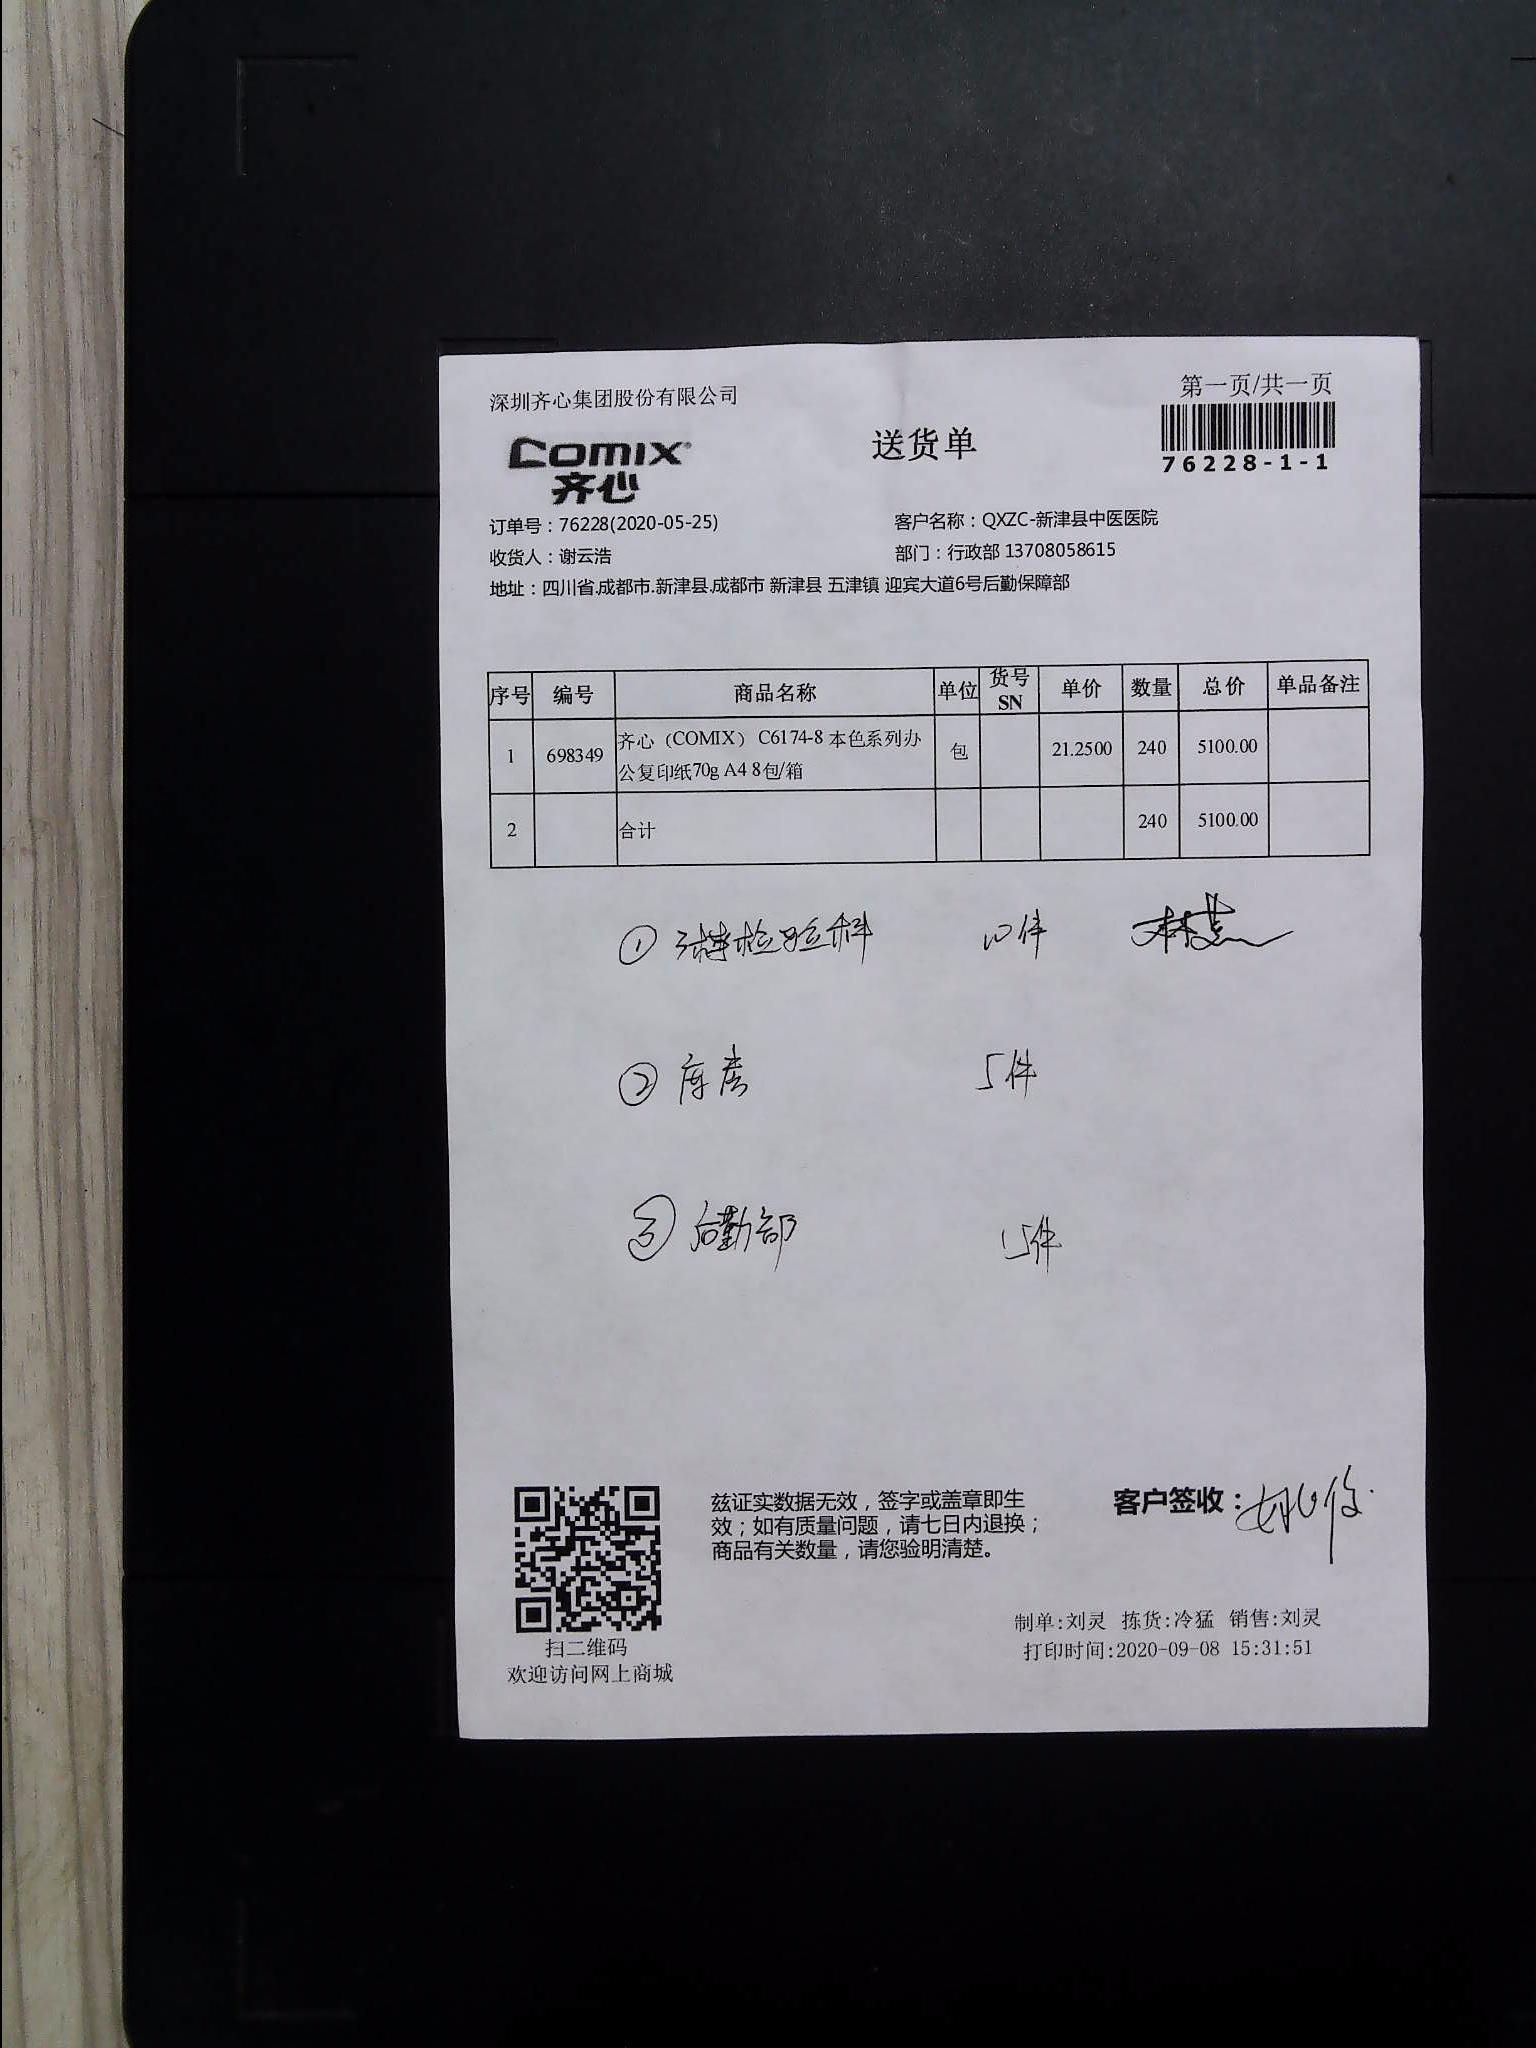 深圳齐心集团股份有限公司
第一页/共一页
COMIX
齐心
送货单
76228-1-1
订单号：76228(2020-05-25)
客户名称：QXZC-新津县中医医院
收货人：谢云浩
部门：行政部 13708058615
地址：四川省.成都市.新津县.成都市 新津县 五津镇 迎宾大道6号后勤保障部
序号 编号 商品名称 单位 货号SN 单价 数量 总价 单品备注
1 698349 齐心（COMIX） C6174-8 本色系列办公复印纸70g A4 8包/箱 包 21.2500 240 5100.00
2 合计 240 5100.00
① 检验科 10件
② 库房 5件
③ 后勤部 15件
兹证实数据无效，签字或盖章即生
效；如有质量问题，请七日内退换；
商品有关数量，请您验明清楚。
客户签收：
扫二维码
欢迎访问网上商城
制单:刘灵 拣货:冷猛 销售:刘灵
打印时间:2020-09-08 15:31:51